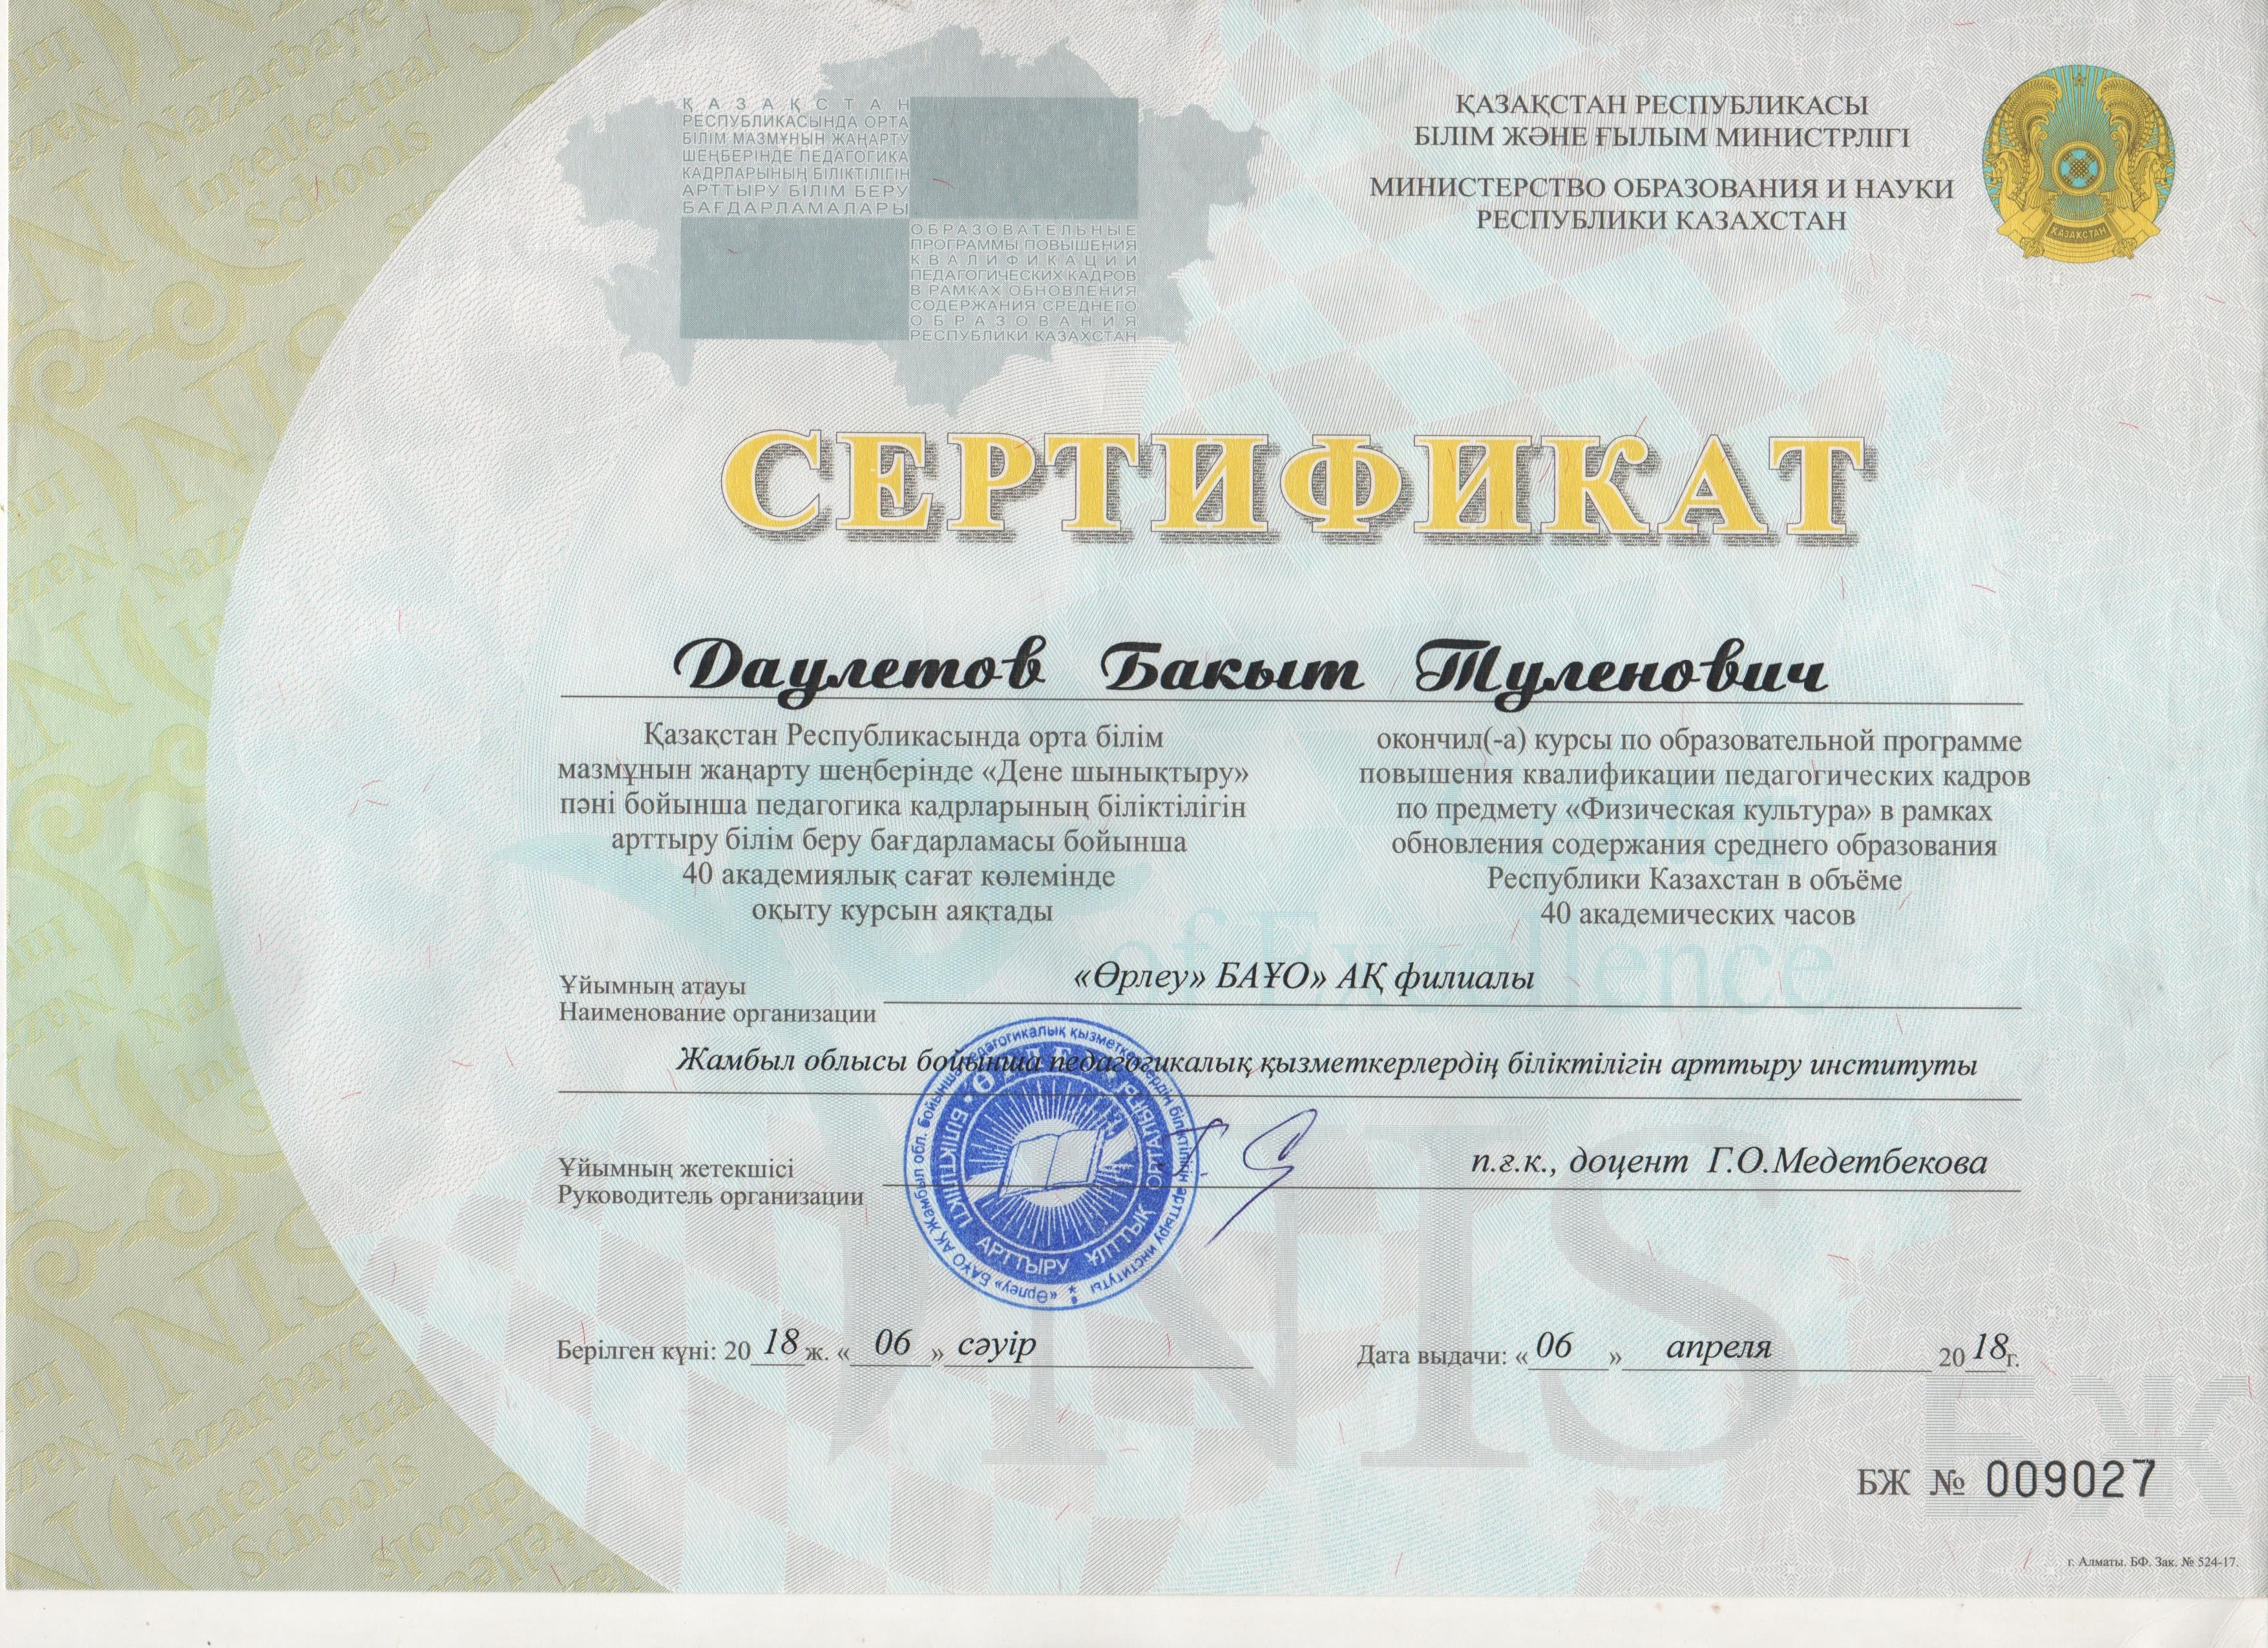 ҚАЗАҚСТАН
РЕСПУБЛИКАСЫНДА ОРТА
БІЛІМ МАЗМҰНЫН ЖАҢАРТУ
ШЕҢБЕРІНДЕ ПЕДАГОГИКА
КАДРЛАРЫНЫҢ БІЛІКТІЛІГІН
АРТТЫРУ БІЛІМ БЕРУ
БАҒДАРЛАМАЛАРЫ
ОБРАЗОВАТЕЛЬНЫЕ
ПРОГРАММЫ ПОВЫШЕНИЯ
КВАЛИФИКАЦИИ
ПЕДАГОГИЧЕСКИХ КАДРОВ
В РАМКАХ ОБНОВЛЕНИЯ
СОДЕРЖАНИЯ СРЕДНЕГО
ОБРАЗОВАНИЯ
РЕСПУБЛИКИ КАЗАХСТАН
ҚАЗАҚСТАН РЕСПУБЛИКАСЫ
БІЛІМ ЖӘНЕ ҒЫЛЫМ МИНИСТРЛІГІ
МИНИСТЕРСТВО ОБРАЗОВАНИЯ И НАУКИ
РЕСПУБЛИКИ КАЗАХСТАН
ҚАЗАҚСТАН
СЕРТИФИКАТ
Даулетов Бакыт Туленович
Қазақстан Республикасында орта білім
мазмұнын жаңарту шеңберінде «Дене шынықтыру»
пәні бойынша педагогика кадрларының біліктілігін
арттыру білім беру бағдарламасы бойынша
40 академиялық сағат көлемінде
оқыту курсын аяқтады
окончил(-а) курсы по образовательной программе
повышения квалификации педагогических кадров
по предмету «Физическая культура» в рамках
обновления содержания среднего образования
Республики Казахстан в объёме
40 академических часов
of Excellence
Ұйымның атауы
Наименование организации
«Өрлеу» БАҰО» АҚ филиалы
Жамбыл облысы бойынша педагогикалық қызметкерлердің біліктілігін арттыру институты
Ұйымның жетекшісі
Руководитель организации
п.ғ.к., доцент Г.О.Медетбекова
«Өрлеу» БАҰО АҚ Жамбыл обл. бойынша педагогикалық қызметкерлердің біліктілігін арттыру институты
ӨРЛЕУ БІЛІКТІЛІКТІ АРТТЫРУ ҰЛТТЫҚ ОРТАЛЫҒЫ
NIS
Берілген күні: 2018 ж. «06» сәуір
Дата выдачи: «06» апреля 2018г.
БЖ
БЖ № 009027
г. Алматы. БФ. Зак. № 524-17.
Nazarbayev
Intellectual
Schools
NIS